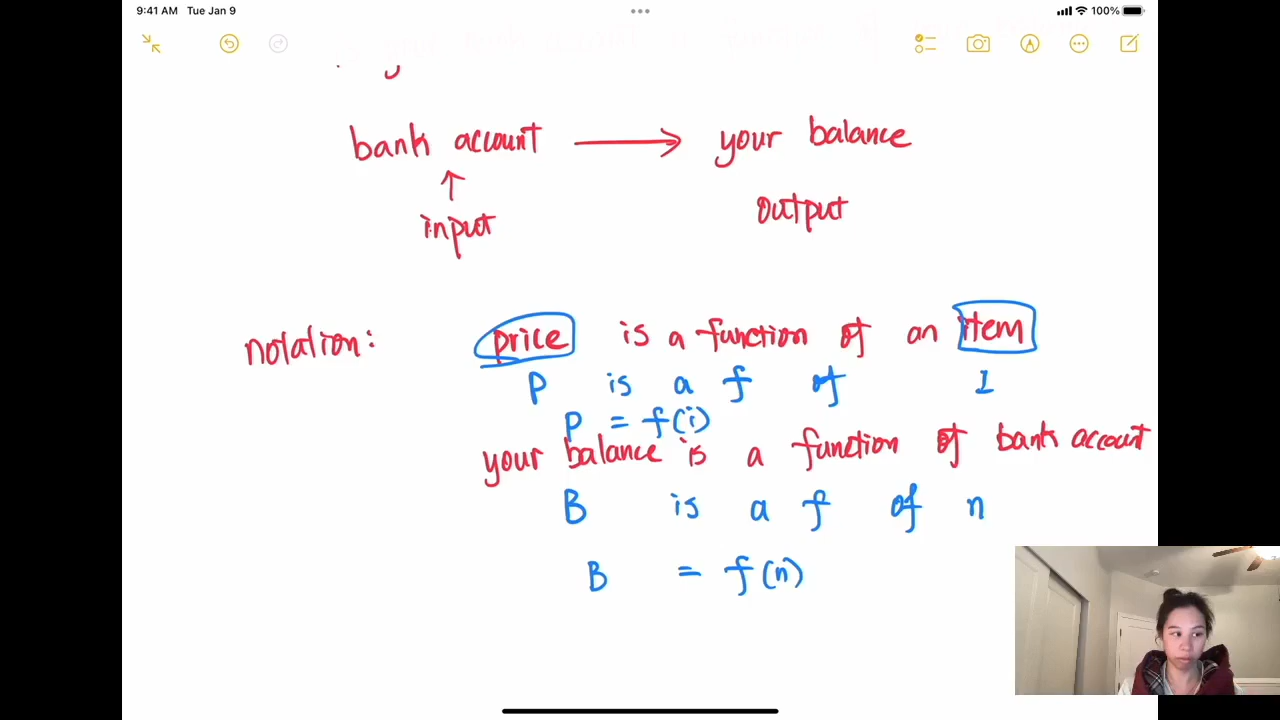 9:41 AM Tue Jan 9
100%
bank account → your balance
↑
input
output
notation: price is a function of an item
P is a f of I
P = f(i)
your balance is a function of bank account
B is a f of n
B = f(n)